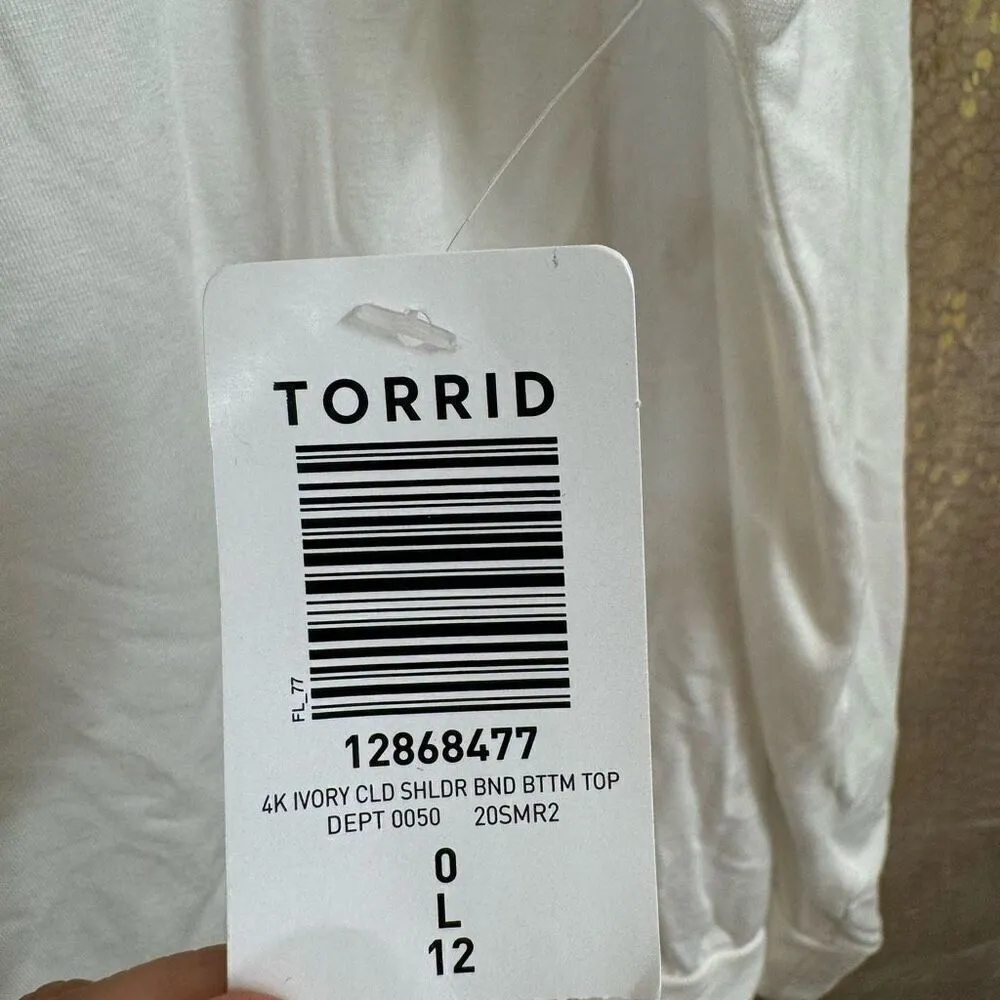 TORRID
FL_77
12868477
4K IVORY CLD SHLDR BND BTTM TOP
DEPT 0050 20SMR2
0
L
12